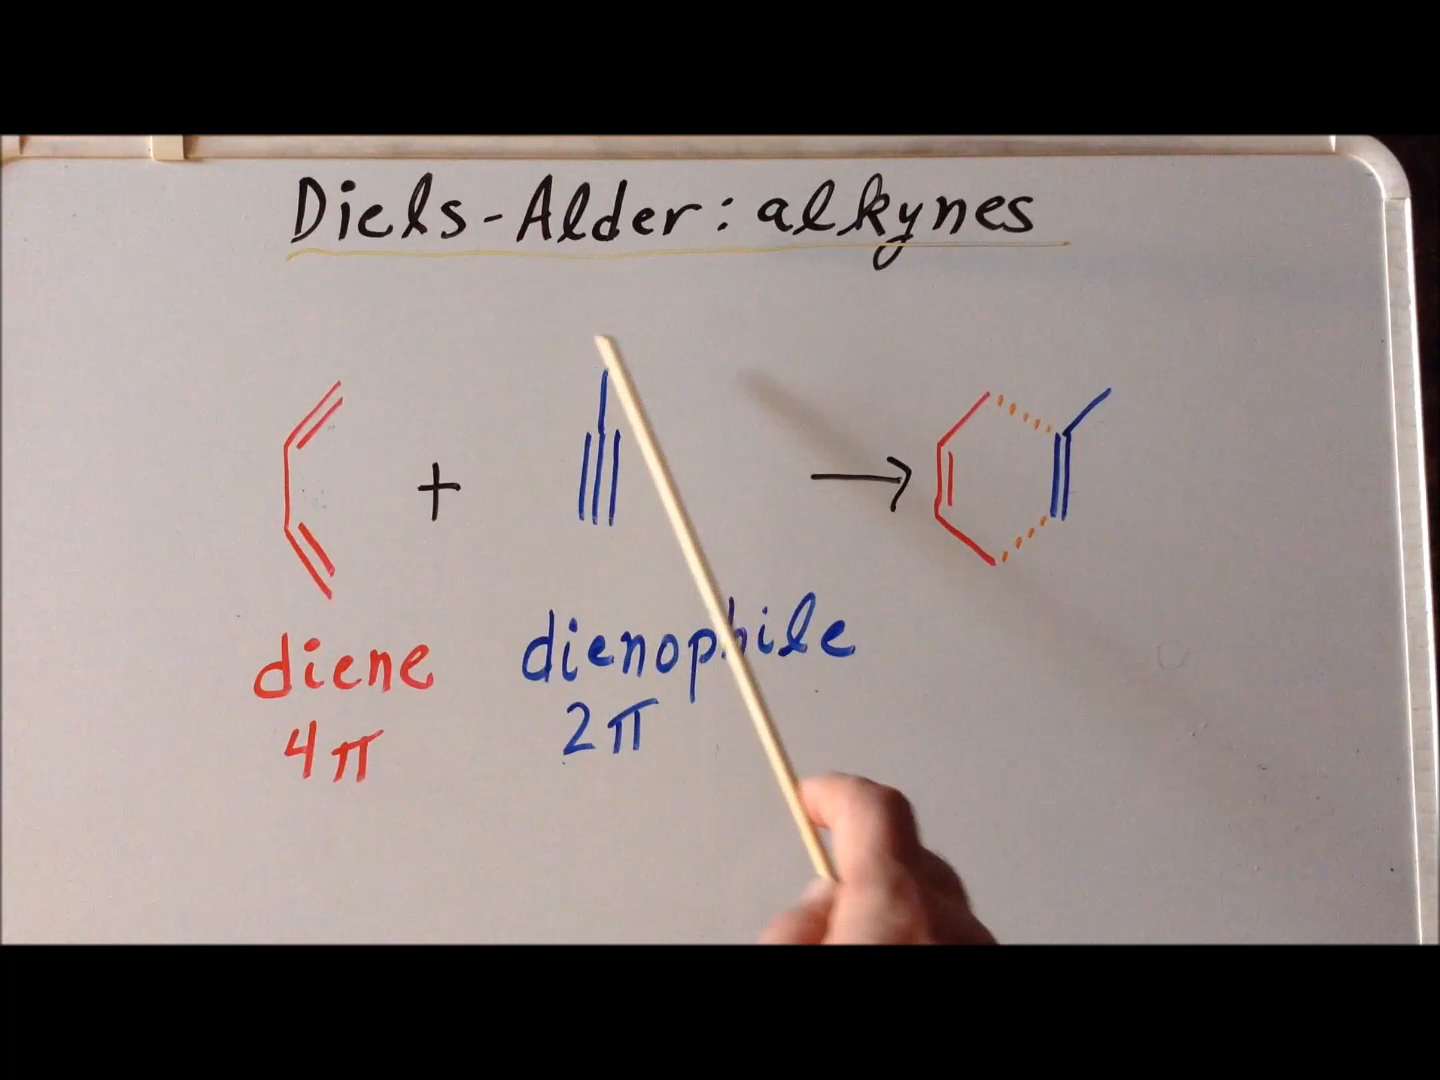 Diels-Alder: alkynes
+
diene
dienophile
4π
2π